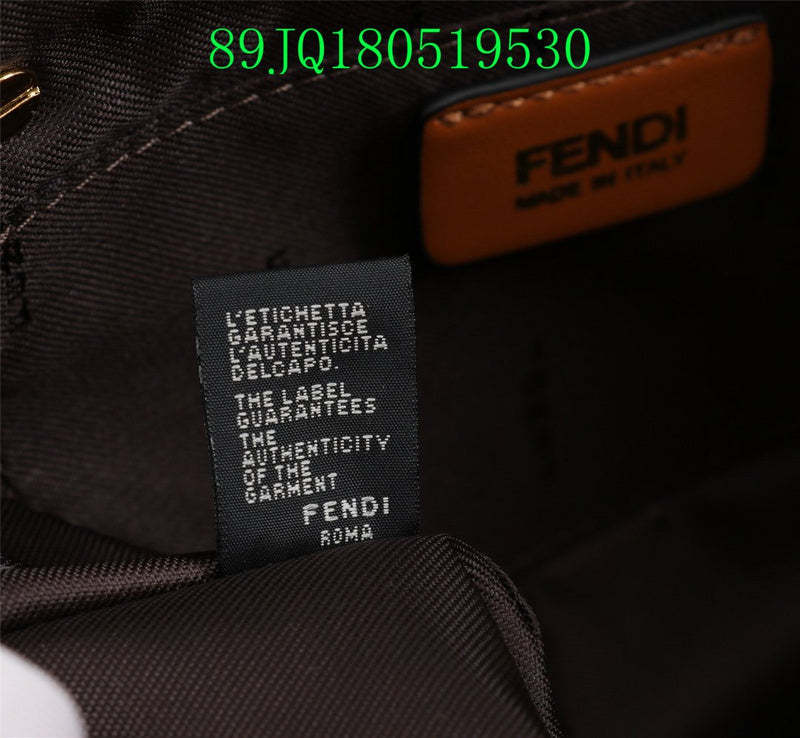 89.JQ180519530
FENDI
MADE IN ITALY
L'ETICHETTA
GARANTISCE
L'AUTENTICITA
DELCAPO.
THE LABEL
GUARANTEES
THE
AUTHENTICITY
OF THE
GARMENT
FENDI
ROMA